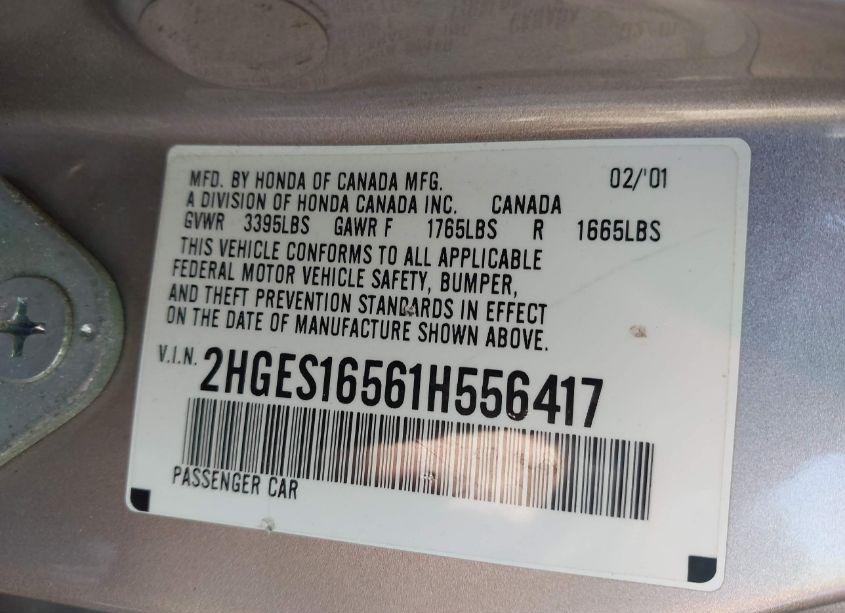 MFD. BY HONDA OF CANADA MFG. 02/'01
A DIVISION OF HONDA CANADA INC. CANADA
GVWR 3395LBS GAWR F 1765LBS R 1665LBS
THIS VEHICLE CONFORMS TO ALL APPLICABLE
FEDERAL MOTOR VEHICLE SAFETY, BUMPER,
AND THEFT PREVENTION STANDARDS IN EFFECT
ON THE DATE OF MANUFACTURE SHOWN ABOVE.
V.I.N. 2HGES16561H556417
PASSENGER CAR